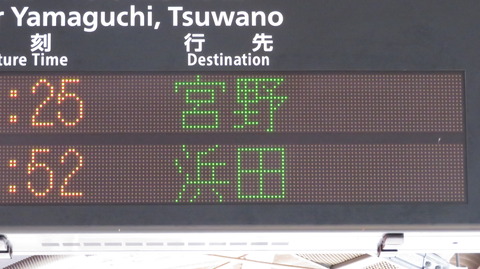 r Yamaguchi, Tsuwano
刻 行先
ture Time Destination
:25 宮野
:52 浜田